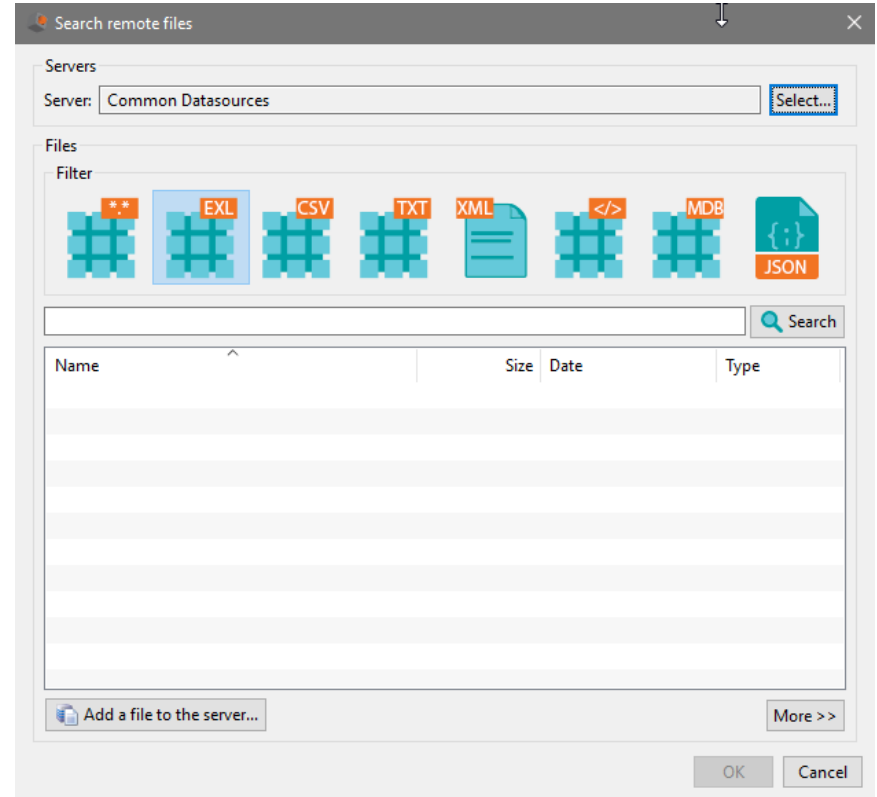 Search remote files
Servers
Server: Common Datasources Select...
Files
Filter
*.* EXL CSV TXT XML </> MDB {;} JSON
Search
Name Size Date Type
Add a file to the server... More >>
OK Cancel